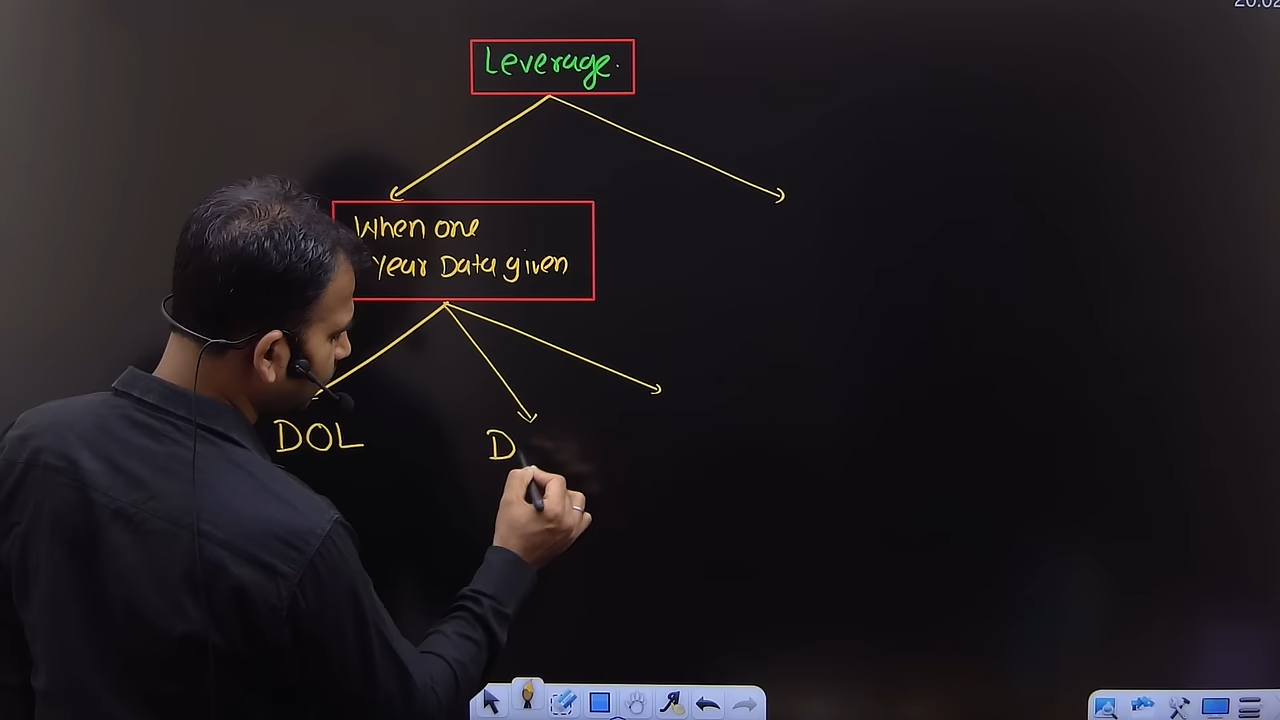 Leverage.
When one
Year Data given
DOL
D